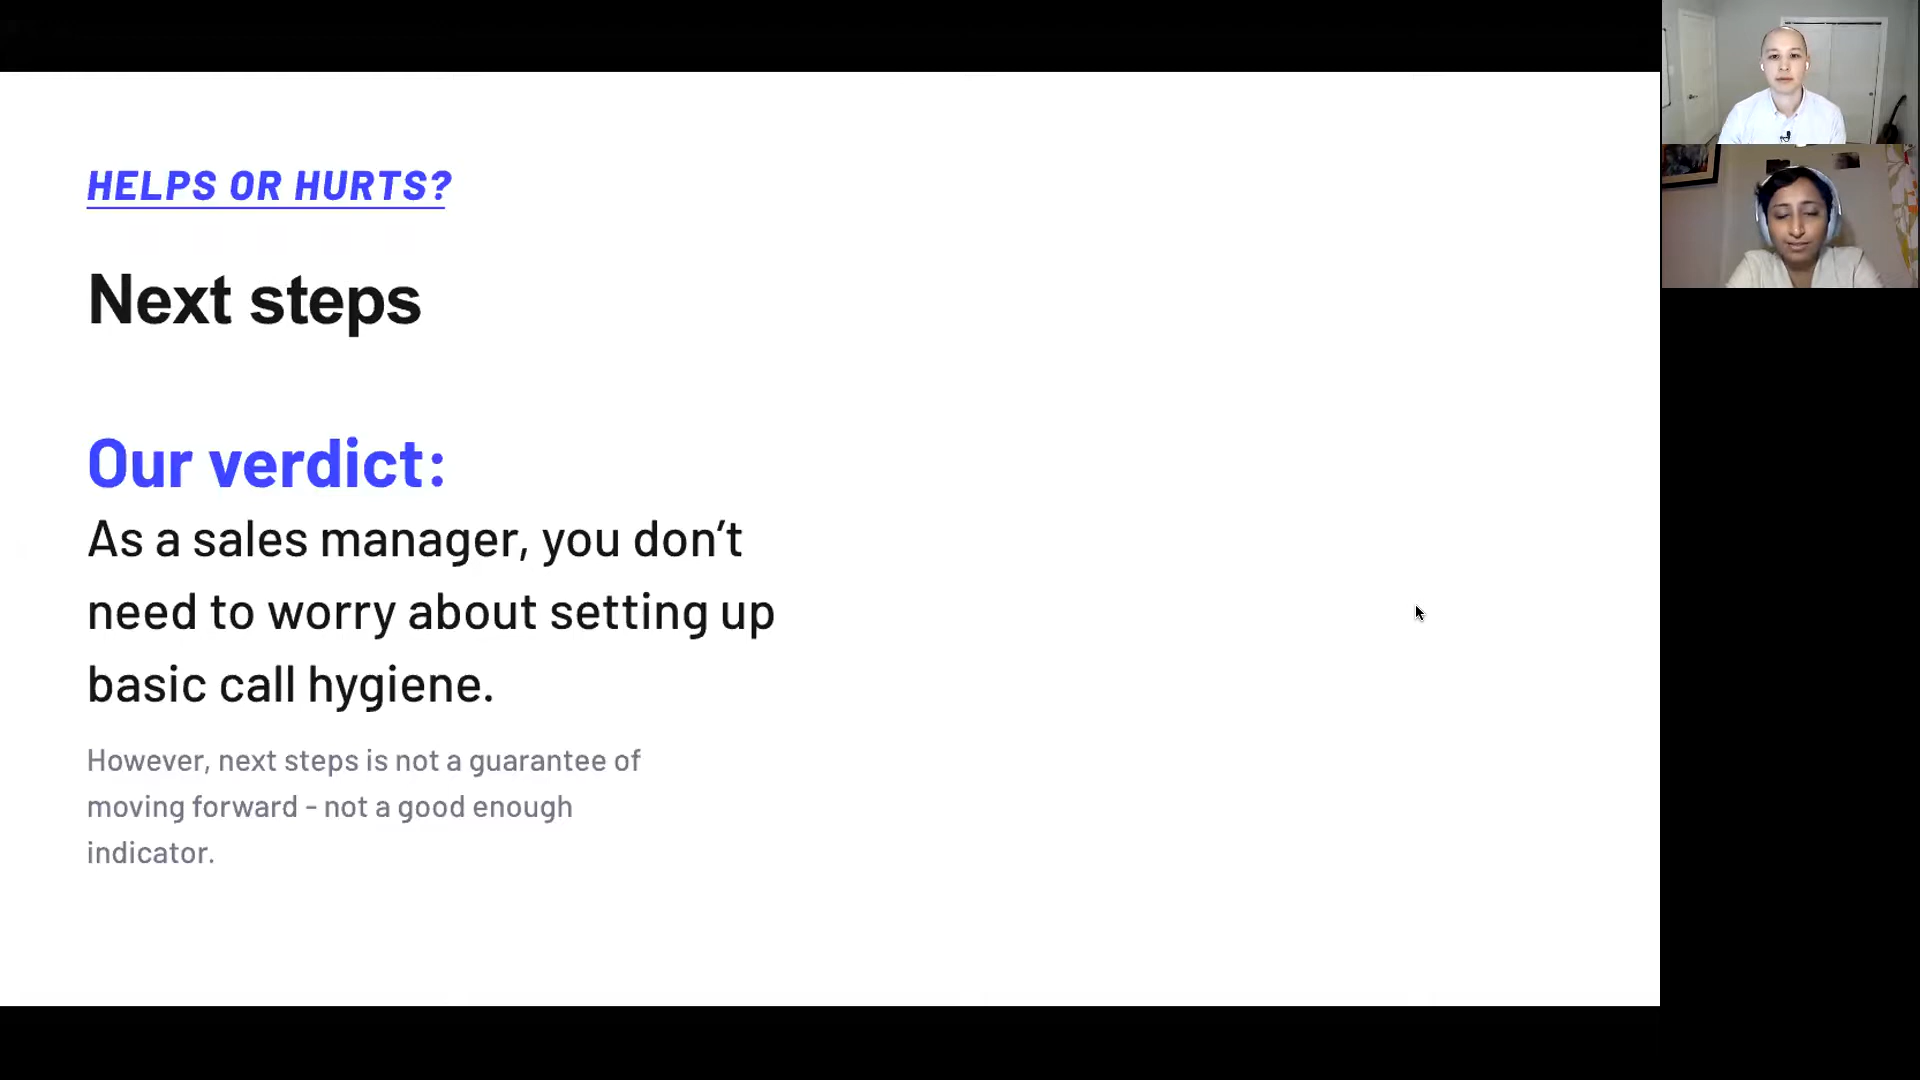 HELPS OR HURTS?
Next steps
Our verdict:
As a sales manager, you don’t
need to worry about setting up
basic call hygiene.
However, next steps is not a guarantee of
moving forward - not a good enough
indicator.